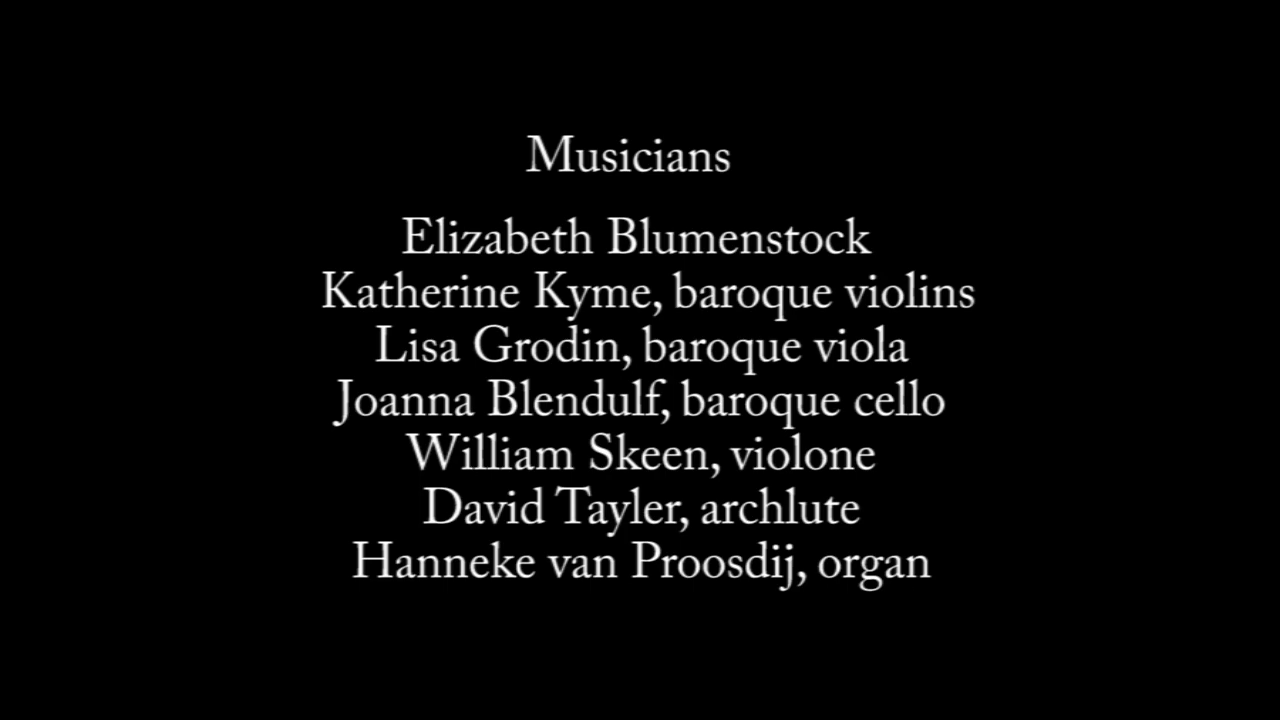 Musicians
Elizabeth Blumenstock
Katherine Kyme, baroque violins
Lisa Grodin, baroque viola
Joanna Blendulf, baroque cello
William Skeen, violone
David Tayler, archlute
Hanneke van Proosdij, organ